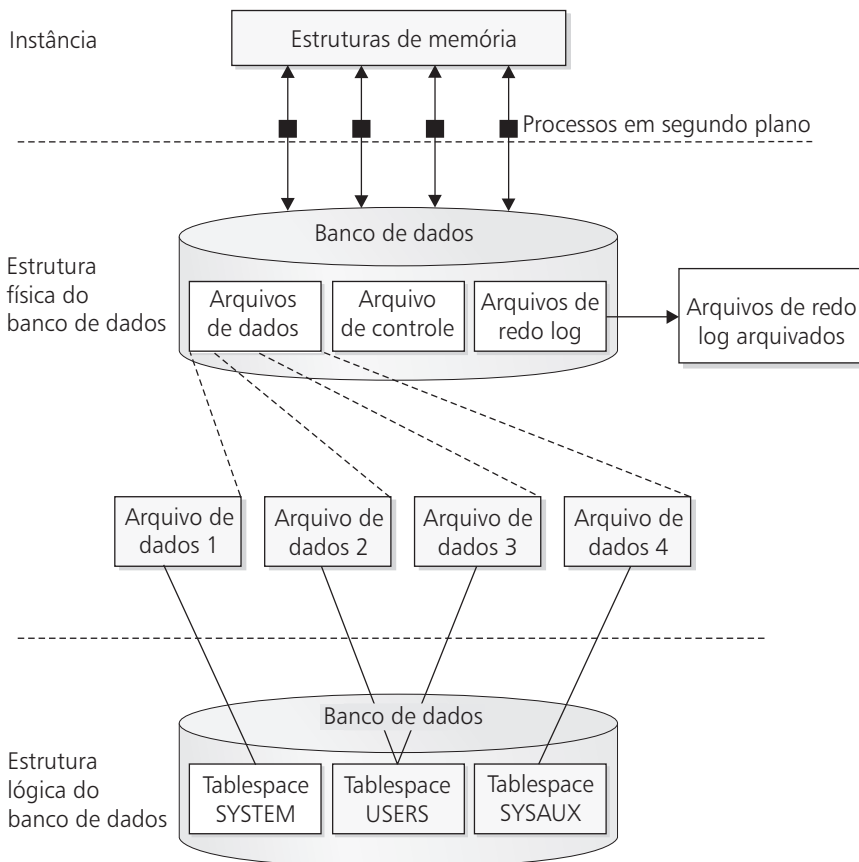 Instância
Estruturas de memória
Processos em segundo plano
Banco de dados
Estrutura
física do
banco de dados
Arquivos
de dados
Arquivo
de controle
Arquivos de
redo log
Arquivos de redo
log arquivados
Arquivo de
dados 1
Arquivo de
dados 2
Arquivo de
dados 3
Arquivo de
dados 4
Banco de dados
Estrutura
lógica do
banco de dados
Tablespace
SYSTEM
Tablespace
USERS
Tablespace
SYSAUX